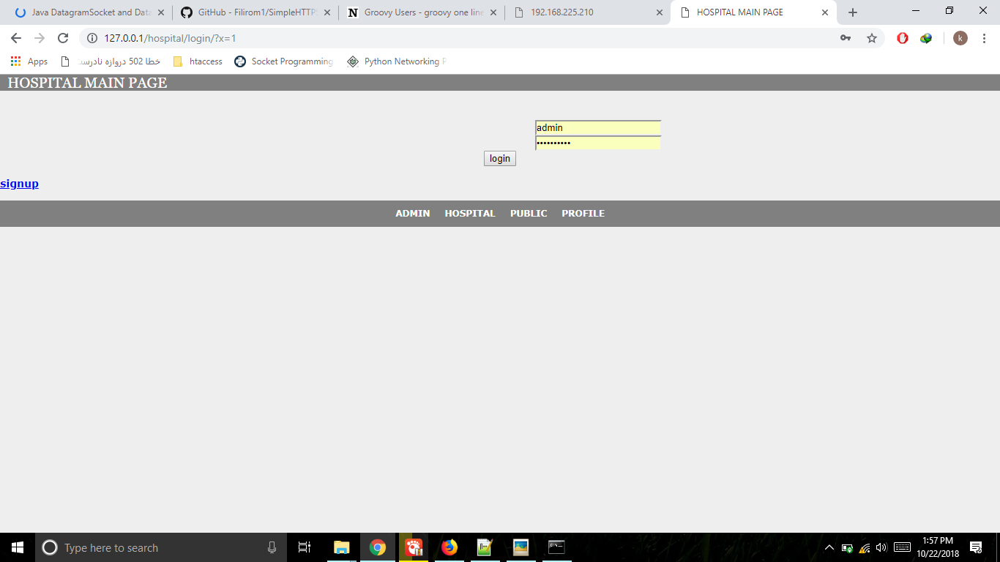 Java DatagramSocket and Data
GitHub - Filirom1/SimpleHTTPS
Groovy Users - groovy one line
192.168.225.210
HOSPITAL MAIN PAGE
127.0.0.1/hospital/login/?x=1
k
Apps
خطا 502 دروازه نادرست
htaccess
Socket Programming
Python Networking P
HOSPITAL MAIN PAGE
admin
••••••••••
login
signup
ADMIN HOSPITAL PUBLIC PROFILE
Type here to search
1:57 PM
10/22/2018